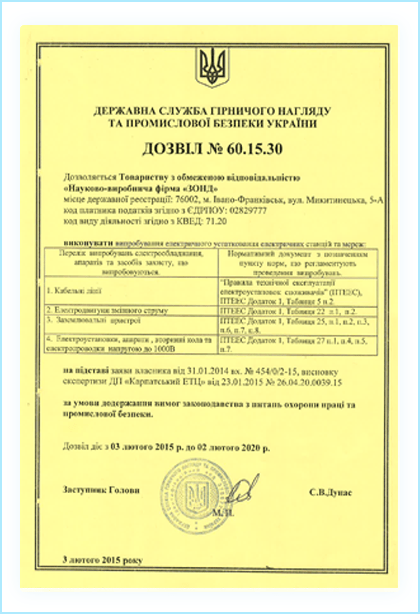 ДЕРЖАВНА СЛУЖБА ГІРНИЧОГО НАГЛЯДУ
ТА ПРОМИСЛОВОЇ БЕЗПЕКИ УКРАЇНИ
ДОЗВІЛ № 60.15.30
Дозволяється Товариству з обмеженою відповідальністю
«Науково-виробнича фірма «ЗОНД»
місце державної реєстрації: 76002, м. Івано-Франківськ, вул. Микитинецька, 5-А
код платника податків згідно з ЄДРПОУ: 02829777
код виду діяльності згідно з КВЕД: 71.20
виконувати випробування електричного устатковання електричних станцій та мереж:
Перелік випробувань електрообладнання, апаратів та засобів захисту, що випробовуються.
Нормативний документ з позначенням пункту норм, що регламентують проведення випробувань.
1. Кабельні лінії
"Правила технічної експлуатації електроустановок споживачів" (ПТЕЕС), ПТЕЕС Додаток 1, Таблиця 5 п.2.
2. Електродвигуни змінного струму
ПТЕЕС Додаток 1, Таблиця 22 п.1, п.2.
3. Заземлювальні пристрої
ПТЕЕС Додаток 1, Таблиця 25, п.1, п.2, п.3, п.6, п.7, п.8.
4. Електроустановки, апарати, вторинні кола та електропроводки напругою до 1000В
ПТЕЕС Додаток 1, Таблиця 27 п.1, п.4, п.5, п.7.
на підставі заяви власника від 31.01.2014 вх. № 454/0/2-15, висновку
експертизи ДП «Карпатський ЕТЦ» від 23.01.2015 № 26.04.20.0039.15
за умови додержання вимог законодавства з питань охорони праці та
промислової безпеки.
Дозвіл діє з 03 лютого 2015 р. до 02 лютого 2020 р.
Заступник Голови
С.В.Дунас
М. П.
3 лютого 2015 року